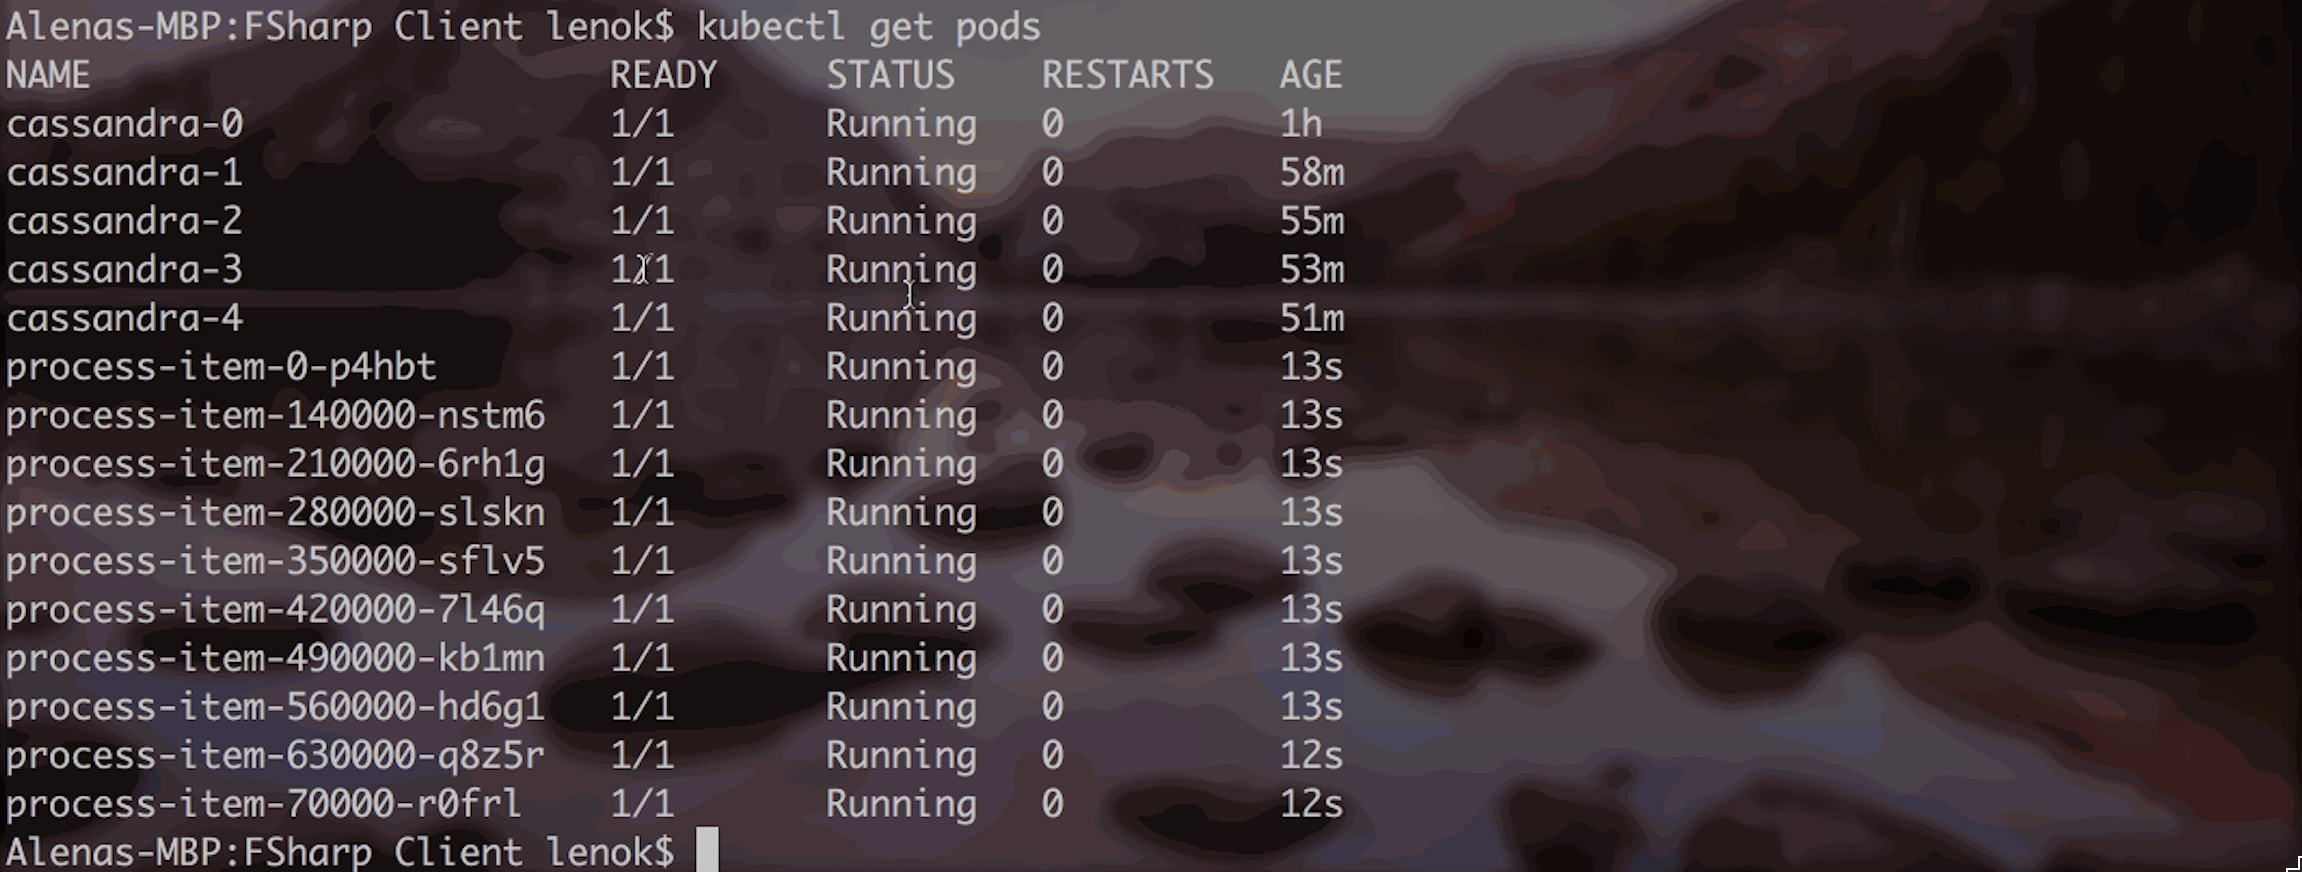 Alenas-MBP:FSharp Client lenok$ kubectl get pods
NAME READY STATUS RESTARTS AGE
cassandra-0 1/1 Running 0 1h
cassandra-1 1/1 Running 0 58m
cassandra-2 1/1 Running 0 55m
cassandra-3 1/1 Running 0 53m
cassandra-4 1/1 Running 0 51m
process-item-0-p4hbt 1/1 Running 0 13s
process-item-140000-nstm6 1/1 Running 0 13s
process-item-210000-6rh1g 1/1 Running 0 13s
process-item-280000-slskn 1/1 Running 0 13s
process-item-350000-sflv5 1/1 Running 0 13s
process-item-420000-7l46q 1/1 Running 0 13s
process-item-490000-kb1mn 1/1 Running 0 13s
process-item-560000-hd6g1 1/1 Running 0 13s
process-item-630000-q8z5r 1/1 Running 0 12s
process-item-70000-r0frl 1/1 Running 0 12s
Alenas-MBP:FSharp Client lenok$